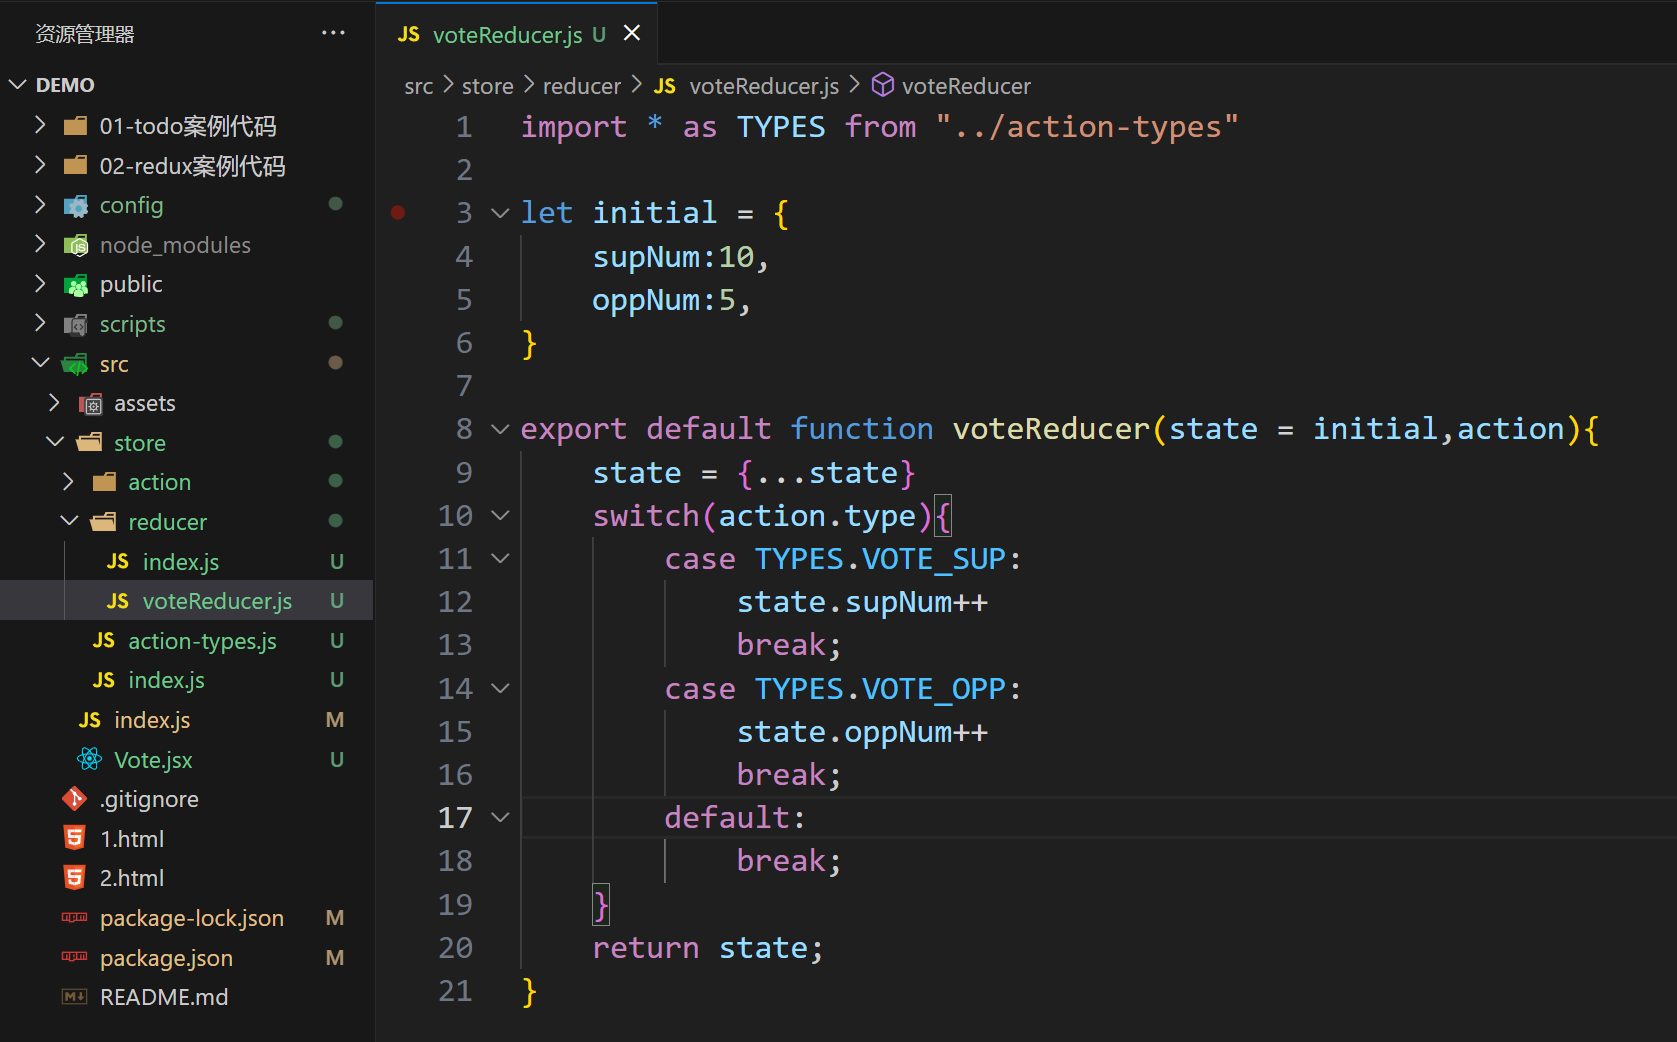 资源管理器 ···
DEMO
01-todo案例代码
02-redux案例代码
config
node_modules
public
scripts
src
assets
store
action
reducer
JS index.js U
JS voteReducer.js U
JS action-types.js U
JS index.js U
JS index.js M
Vote.jsx U
.gitignore
5 1.html
5 2.html
npm package-lock.json M
npm package.json M
M↓ README.md
JS voteReducer.js U ×
src > store > reducer > JS voteReducer.js > voteReducer
1 import * as TYPES from "../action-types"
2
3 let initial = {
4     supNum:10,
5     oppNum:5,
6 }
7
8 export default function voteReducer(state = initial,action){
9     state = {...state}
10     switch(action.type){
11         case TYPES.VOTE_SUP:
12             state.supNum++
13             break;
14         case TYPES.VOTE_OPP:
15             state.oppNum++
16             break;
17         default:
18             break;
19     }
20     return state;
21 }